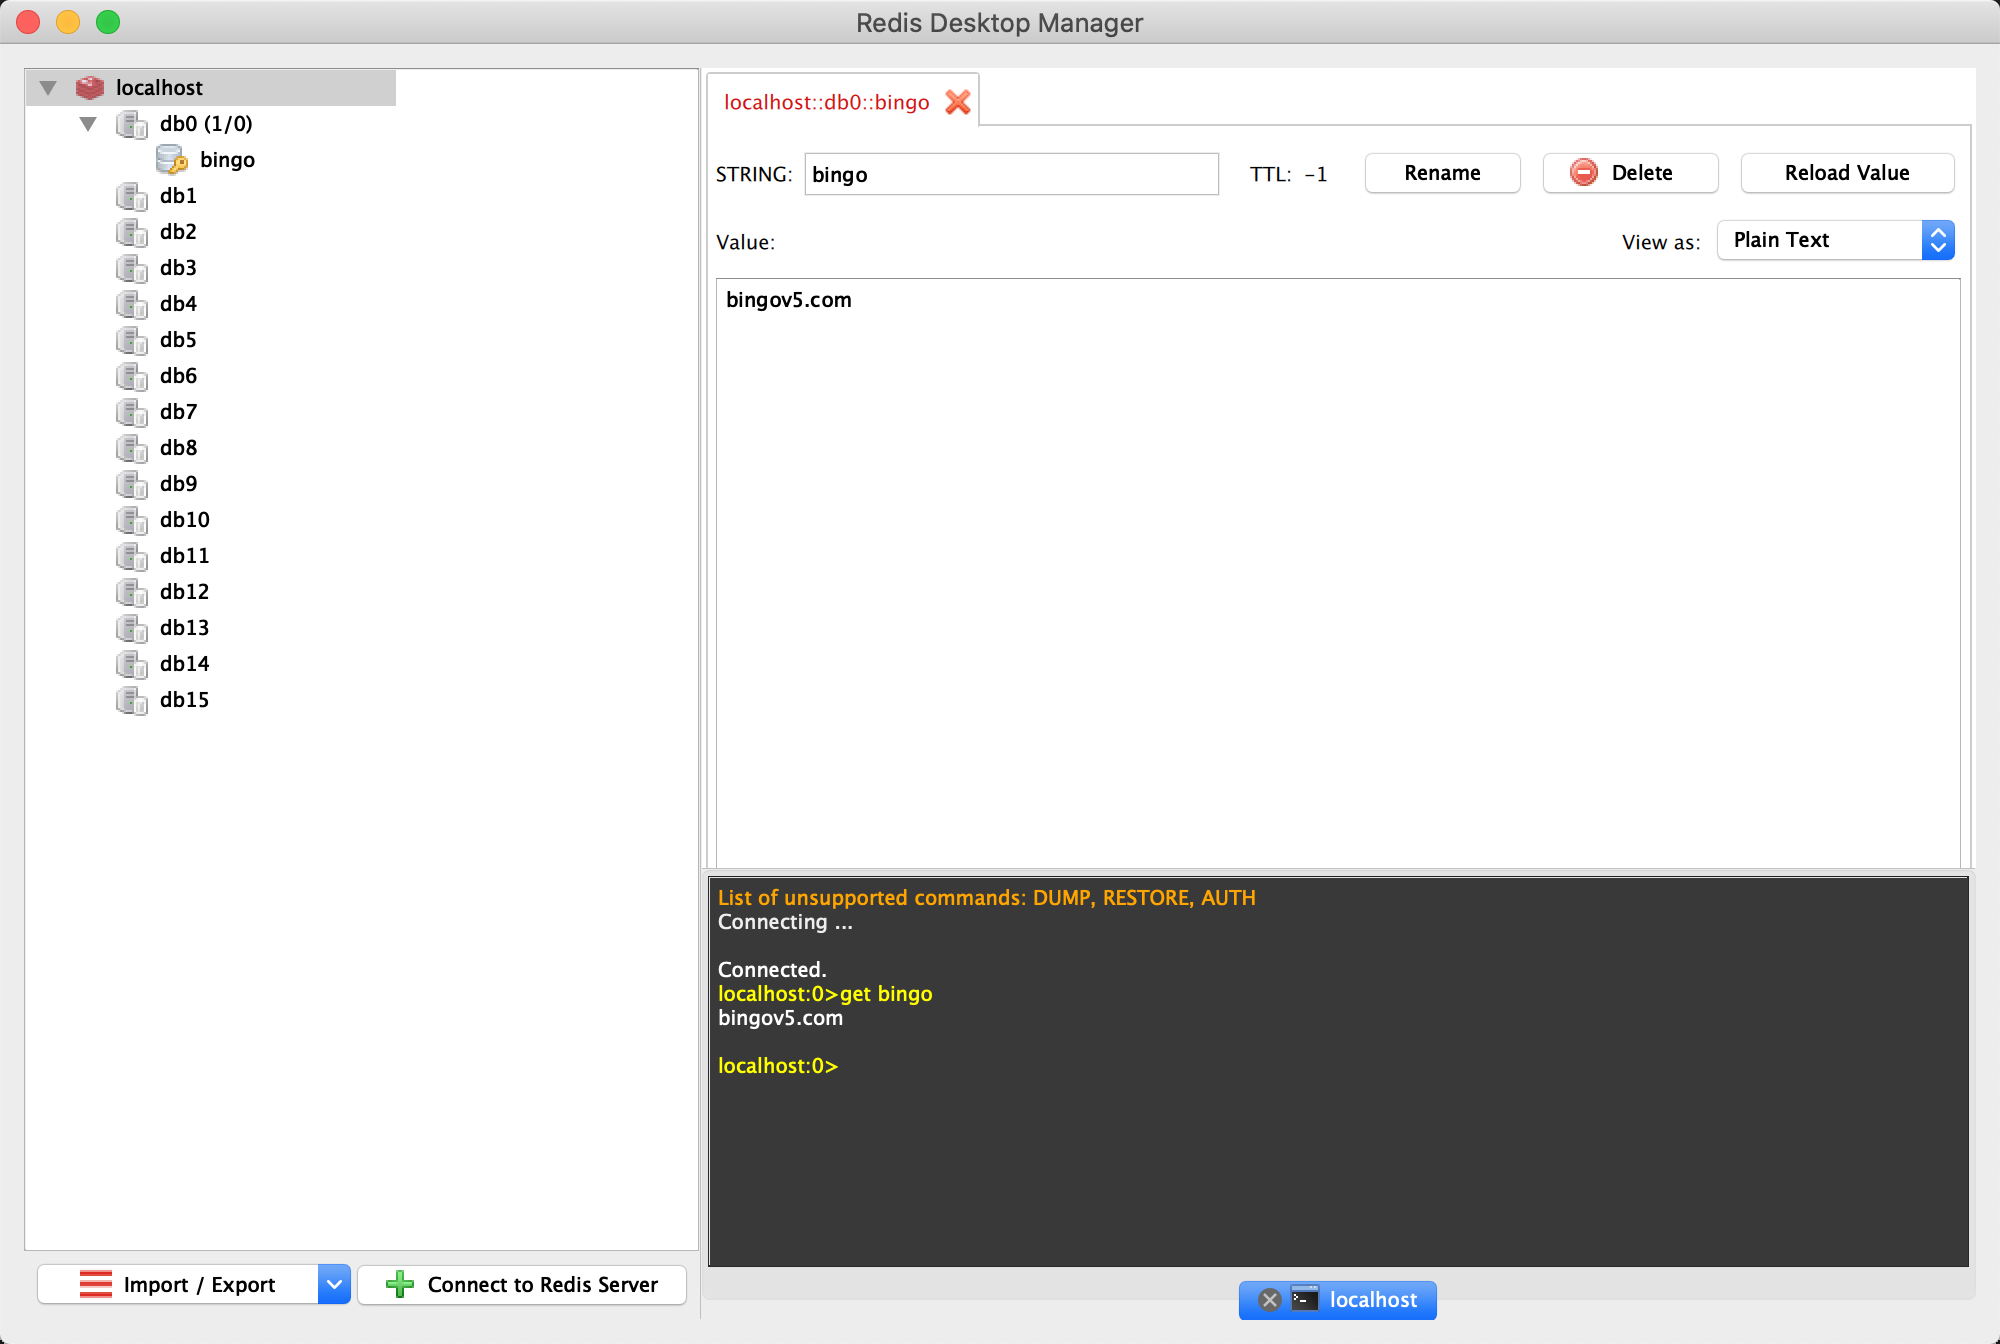 Redis Desktop Manager
localhost
db0 (1/0)
bingo
db1
db2
db3
db4
db5
db6
db7
db8
db9
db10
db11
db12
db13
db14
db15
Import / Export
Connect to Redis Server
localhost::db0::bingo
STRING: bingo TTL: -1 Rename Delete Reload Value
Value: View as: Plain Text
bingov5.com
List of unsupported commands: DUMP, RESTORE, AUTH
Connecting ...
Connected.
localhost:0>get bingo
bingov5.com
localhost:0>
localhost